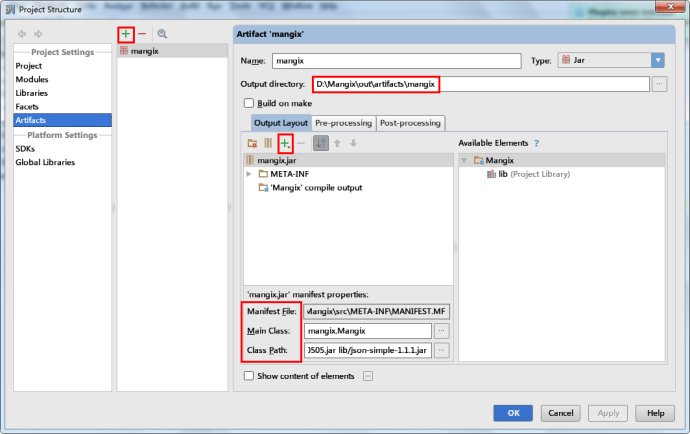 Project Structure
Project Settings
Project
Modules
Libraries
Facets
Artifacts
Platform Settings
SDKs
Global Libraries
mangix
Artifact 'mangix'
Name: mangix
Type: Jar
Output directory: D:\Mangix\out\artifacts\mangix
Build on make
Output Layout Pre-processing Post-processing
Available Elements ?
mangix.jar
META-INF
'Mangix' compile output
Mangix
lib (Project Library)
'mangix.jar' manifest properties:
Manifest File: Mangix\src\META-INF\MANIFEST.MF
Main Class: mangix.Mangix
Class Path: 0505.jar lib/json-simple-1.1.1.jar
Show content of elements
OK Cancel Apply Help